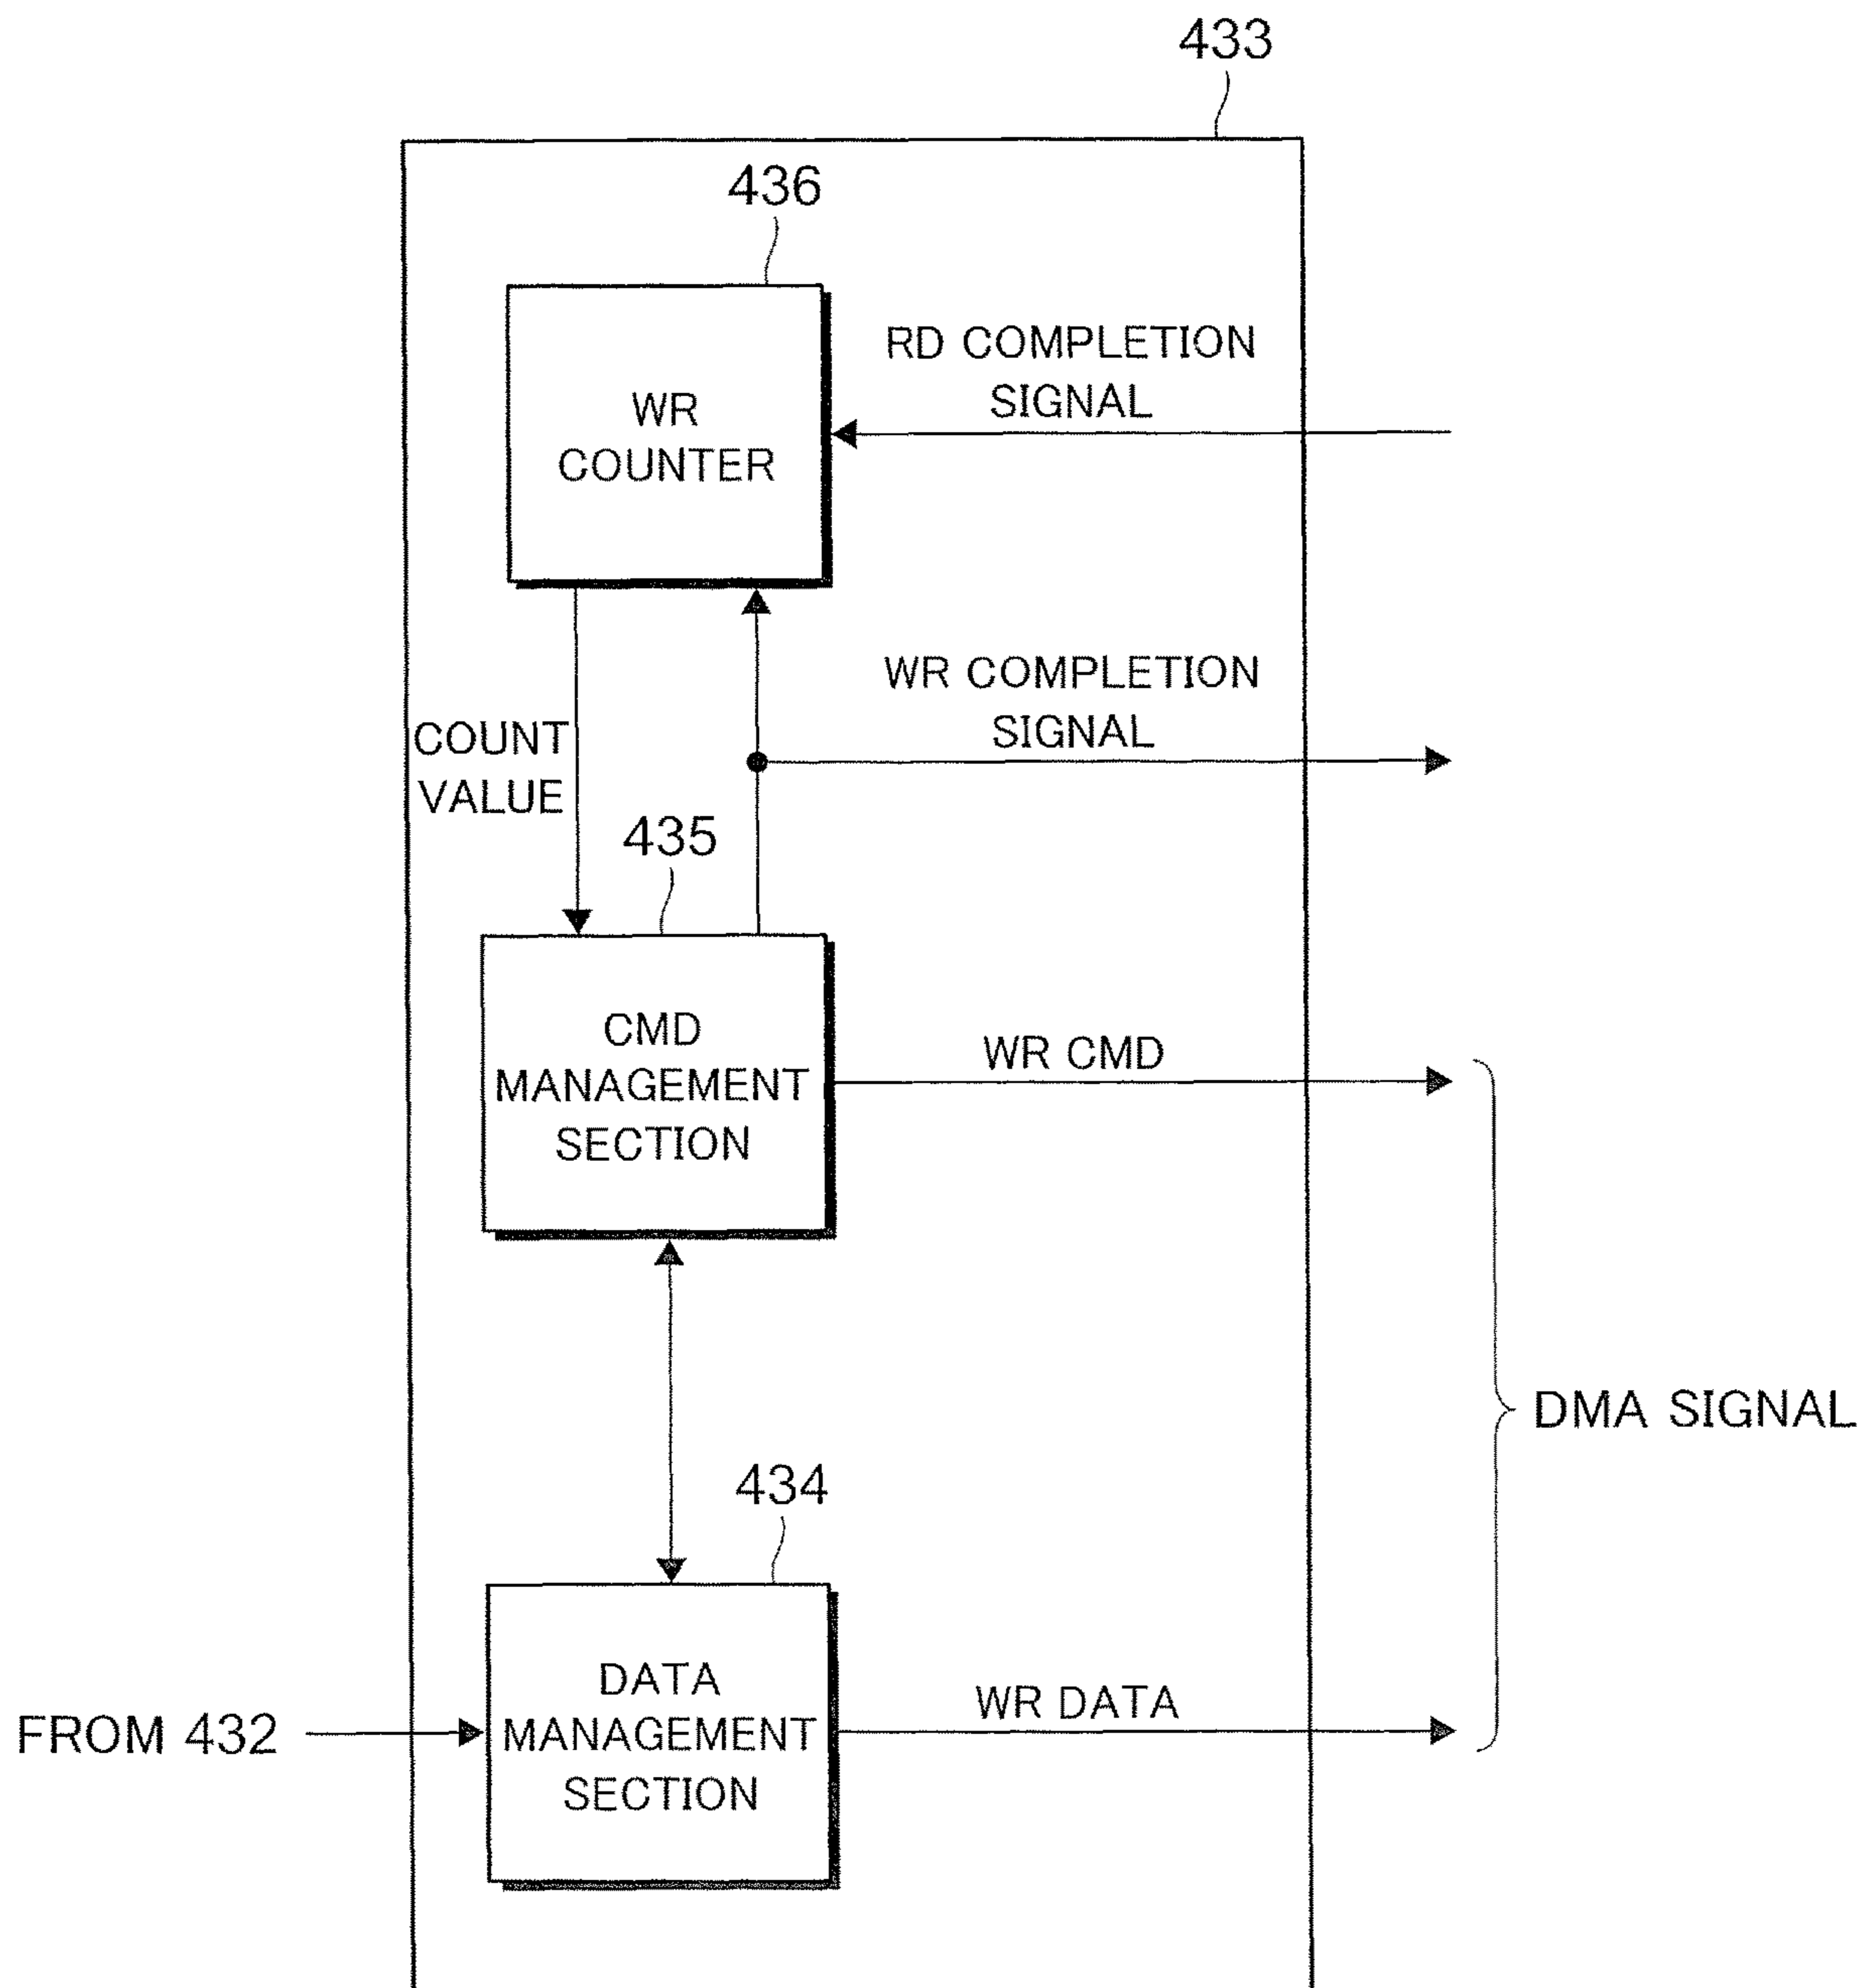 433
436
RD COMPLETION
SIGNAL
WR
COUNTER
WR COMPLETION
SIGNAL
COUNT
VALUE
435
CMD
MANAGEMENT
SECTION
WR CMD
DMA SIGNAL
434
DATA
MANAGEMENT
SECTION
WR DATA
FROM 432